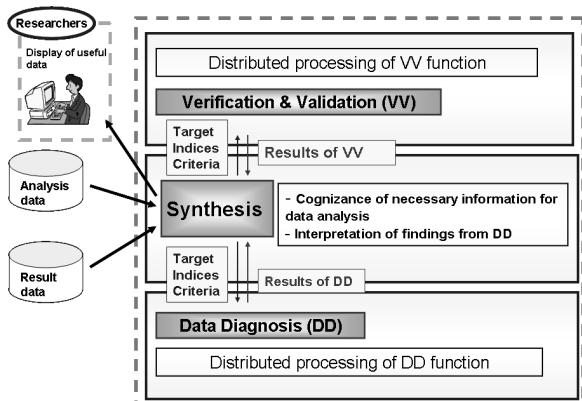 Researchers
Display of useful
data
Distributed processing of VV function
Verification & Validation (VV)
Target
Indices
Criteria
Results of VV
Analysis
data
Synthesis
- Cognizance of necessary information for
data analysis
- Interpretation of findings from DD
Result
data
Target
Indices
Criteria
Results of DD
Data Diagnosis (DD)
Distributed processing of DD function